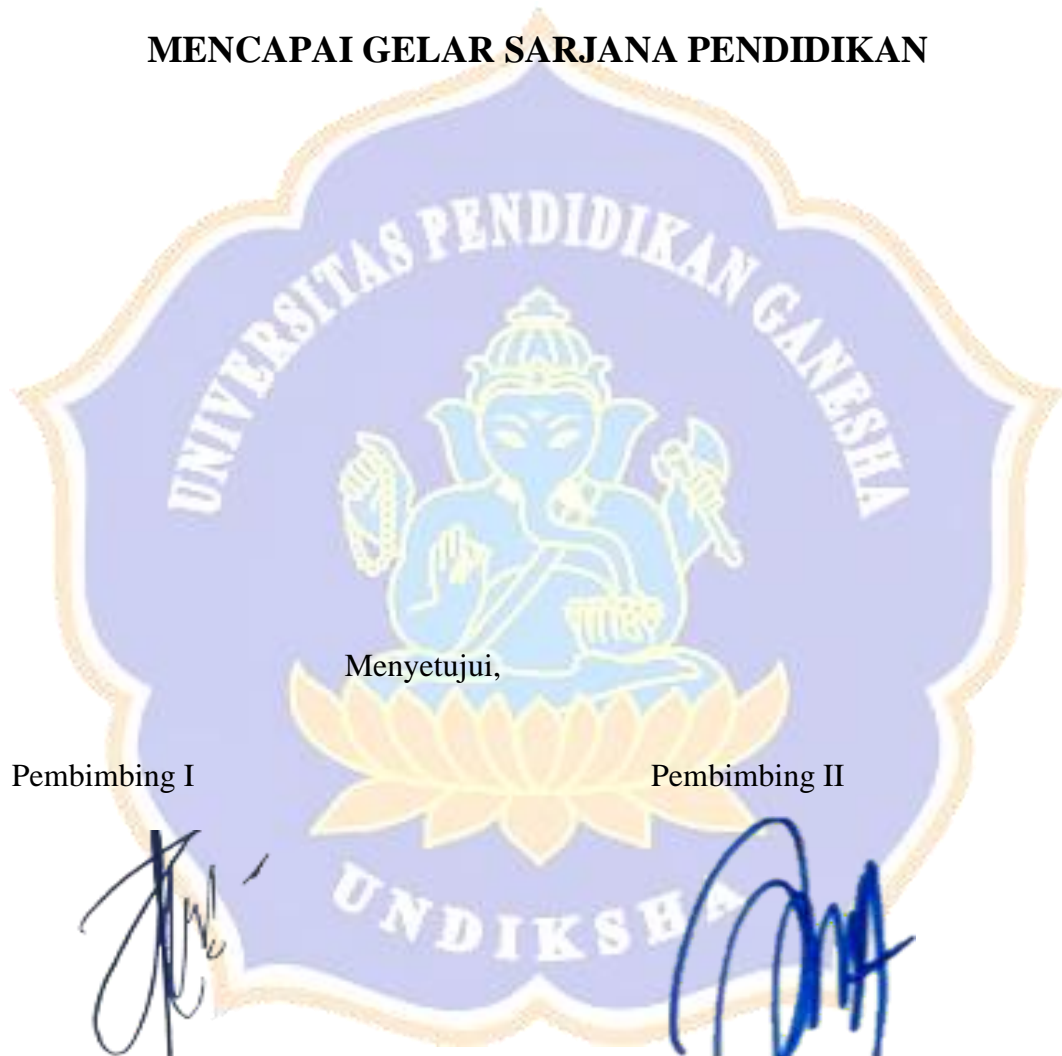 MENCAPAI GELAR SARJANA PENDIDIKAN
UNIVERSITAS PENDIDIKAN GANESHA
Menyetujui,
Pembimbing I Pembimbing II
UNDIKSHA